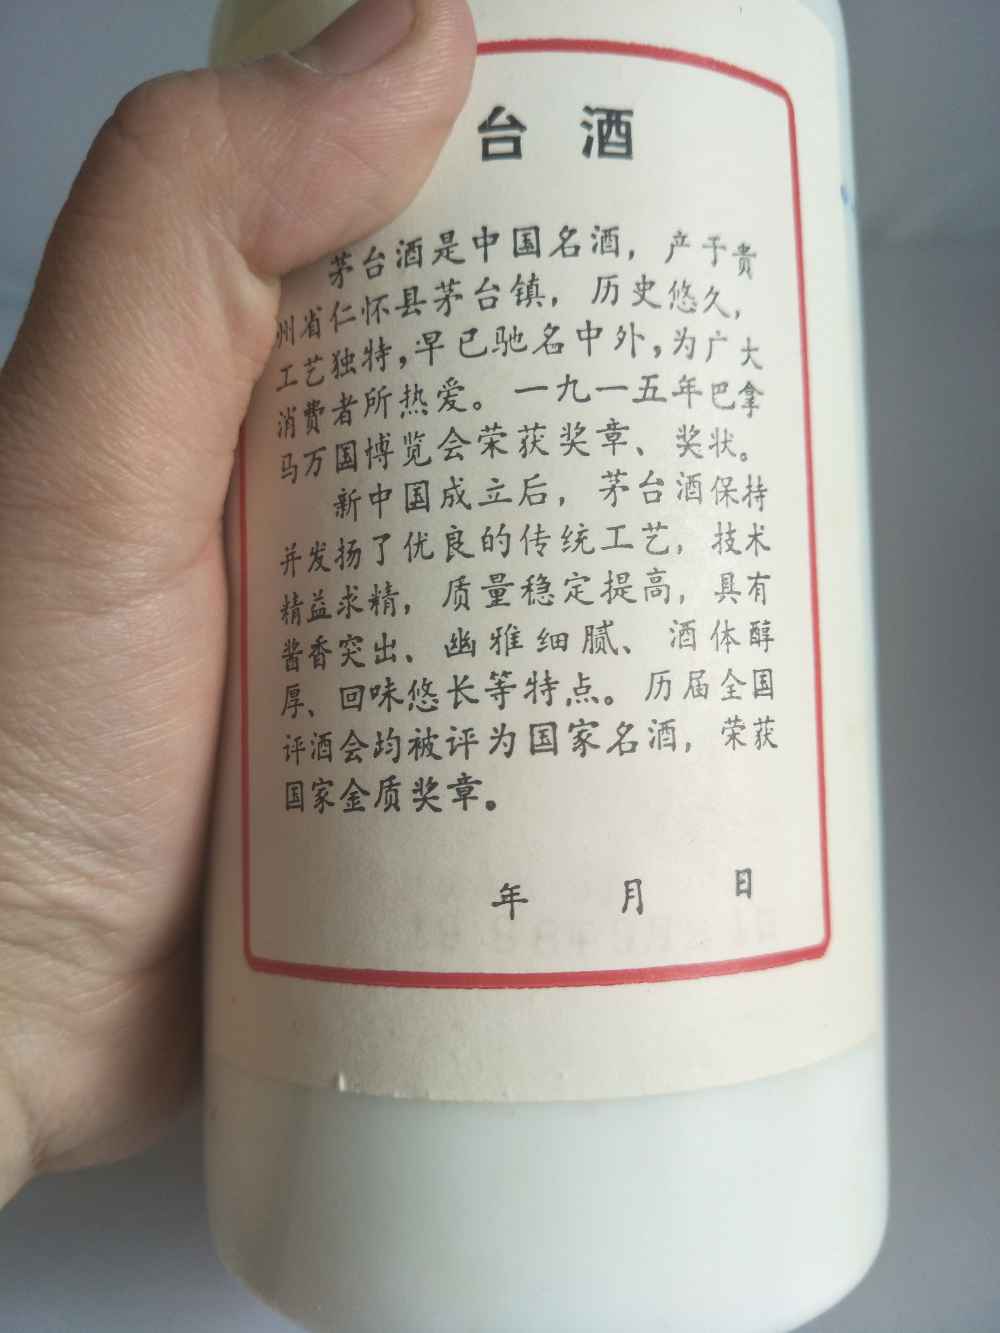 台酒
茅台酒是中国名酒，产于贵
州省仁怀县茅台镇，历史悠久，
工艺独特，早已驰名中外，为广大
消费者所热爱。一九一五年巴拿
马万国博览会荣获奖章、奖状。
新中国成立后，茅台酒保持
并发扬了优良的传统工艺，技术
精益求精，质量稳定提高，具有
酱香突出、幽雅细腻、酒体醇
厚、回味悠长等特点。历届全国
评酒会均被评为国家名酒，荣获
国家金质奖章。
年 月 日